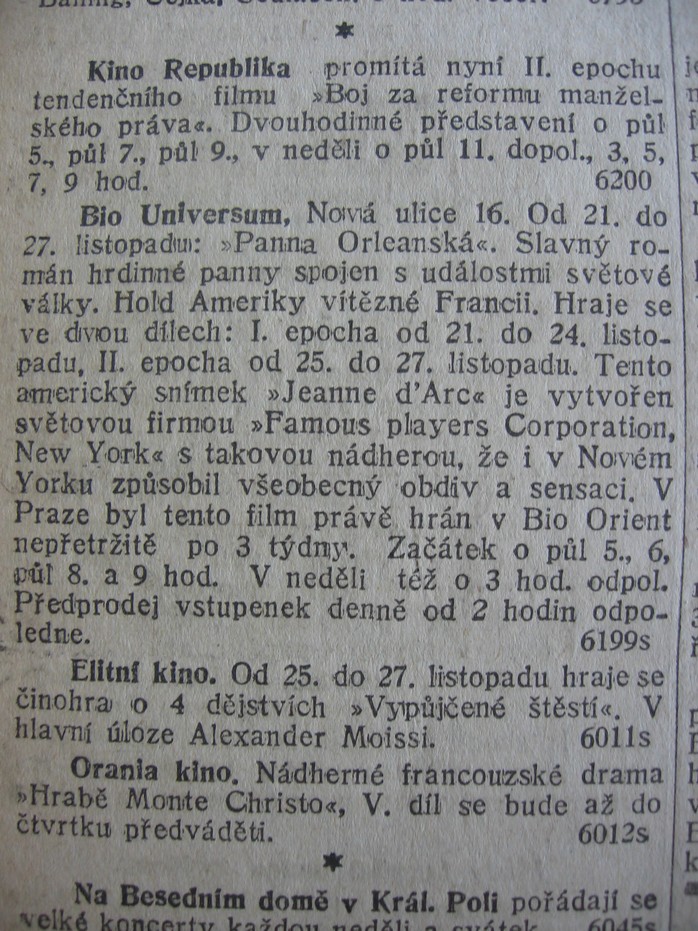 *
Kino Republika promítá nyní II. epochu
tendenčního filmu »Boj za reformu manžel-
ského práva«. Dvouhodinné představení o půl
5., půl 7., půl 9., v neděli o půl 11. dopol., 3, 5,
7, 9 hod. 6200
Bio Universum, Nová ulice 16. Od 21. do
27. listopadu: »Panna Orleanská«. Slavný ro-
mán hrdinné panny spojen s událostmi světové
války. Hold Ameriky vítězné Francii. Hraje se
ve dvou dílech: I. epocha od 21. do 24. listo-
padu, II. epocha od 25. do 27. listopadu. Tento
americký snímek »Jeanne d'Arc« je vytvořen
světovou firmou »Famous players Corporation,
New York« s takovou nádherou, že i v Novém
Yorku způsobil všeobecný obdiv a sensaci. V
Praze byl tento film právě hrán v Bio Orient
nepřetržitě po 3 týdny. Začátek o půl 5., 6,
půl 8. a 9 hod. V neděli též o 3 hod. odpol.
Předprodej vstupenek denně od 2 hodin odpo-
ledne. 6199s
Elitní kino. Od 25. do 27. listopadu hraje se
činohra o 4 dějstvích »Vypůjčené štěstí«. V
hlavní úloze Alexander Moissi. 6011s
Orania kino. Nádherné francouzské drama
»Hrabě Monte Christo«, V. díl se bude až do
čtvrtku předváděti. 6012s
*
Na Besedním domě v Král. Poli pořádají se
velké koncerty každou neděli a svátek. 6045s